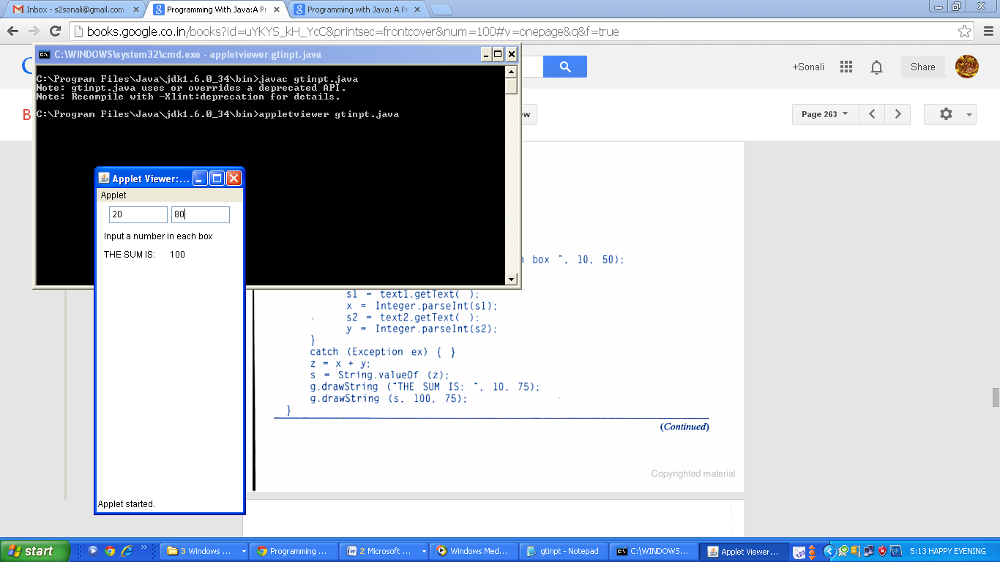 Inbox - s2sonali@gmail.com
Programming With Java:A Pr
Programming with Java: A Pr
books.google.co.in/books?id=uYKYS_kH_YcC&printsec=frontcover&num=100#v=onepage&q&f=true
C:\WINDOWS\system32\cmd.exe - appletviewer gtinpt.java
+Sonali
Share
C:\Program Files\Java\jdk1.6.0_34\bin>javac gtinpt.java
Note: gtinpt.java uses or overrides a deprecated API.
Note: Recompile with -Xlint:deprecation for details.
C:\Program Files\Java\jdk1.6.0_34\bin>appletviewer gtinpt.java
Page 263
Applet Viewer:...
Applet
20 80
Input a number in each box
THE SUM IS: 100
Applet started.
box ", 10, 50);
s1 = text1.getText( );
x = Integer.parseInt(s1);
s2 = text2.getText( );
y = Integer.parseInt(s2);
}
catch (Exception ex) { }
z = x + y;
s = String.valueOf (z);
g.drawString ("THE SUM IS: ", 10, 75);
g.drawString (s, 100, 75);
}
(Continued)
Copyrighted material
start
3 Windows ...
Programming ...
2 Microsoft ...
Windows Med...
gtinpt - Notepad
C:\WINDOWS...
Applet Viewer...
5:13 HAPPY EVENING